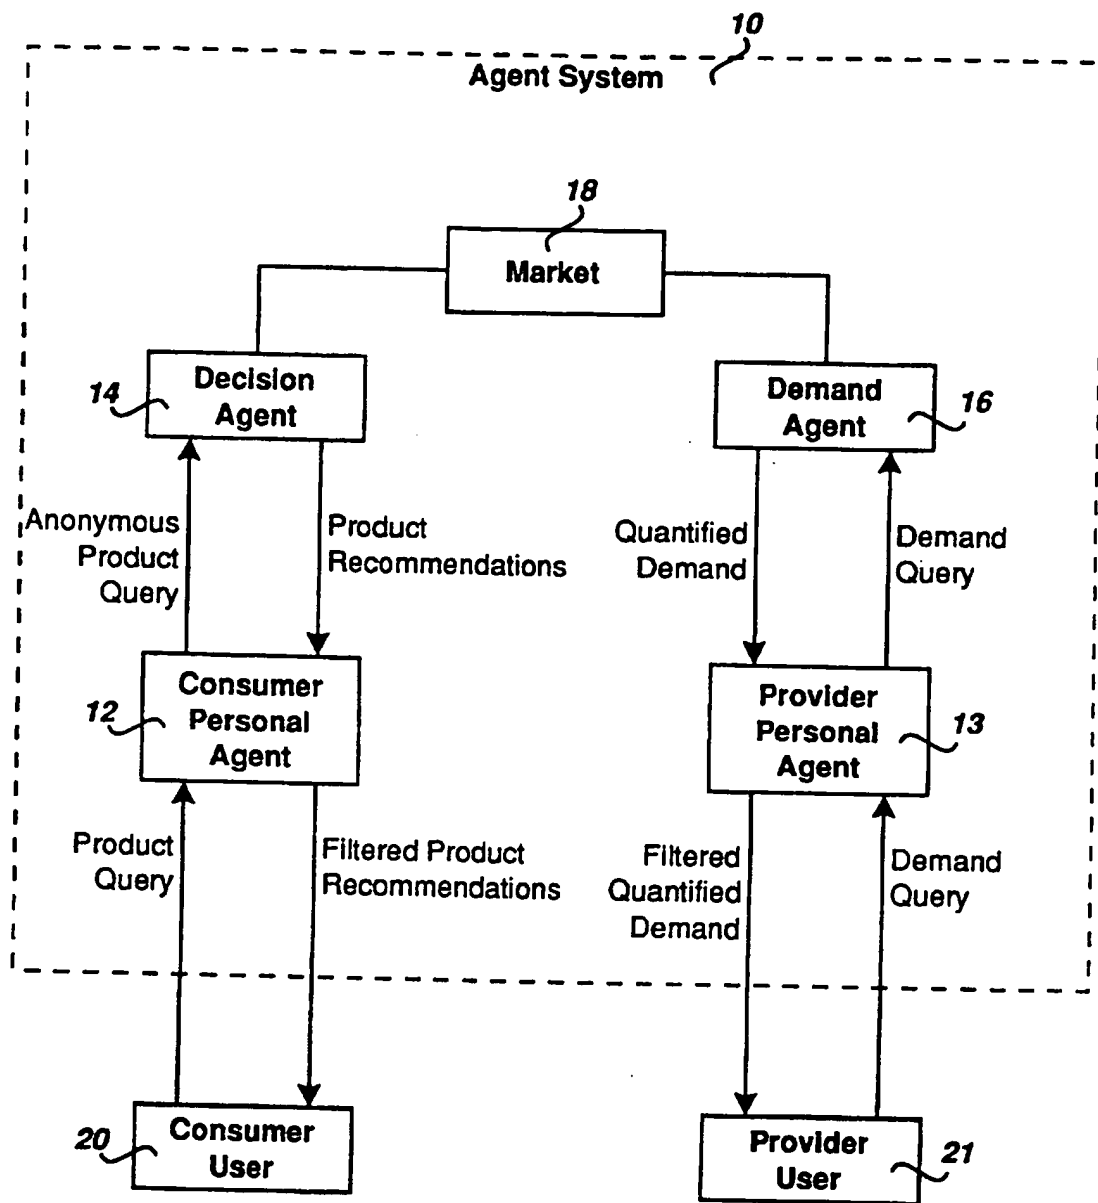 10
Agent System
18
Market
14
Decision
Agent
Demand
Agent
16
Anonymous
Product
Query
Product
Recommendations
Quantified
Demand
Demand
Query
12
Consumer
Personal
Agent
Provider
Personal
Agent
13
Product
Query
Filtered Product
Recommendations
Filtered
Quantified
Demand
Demand
Query
20
Consumer
User
Provider
User
21